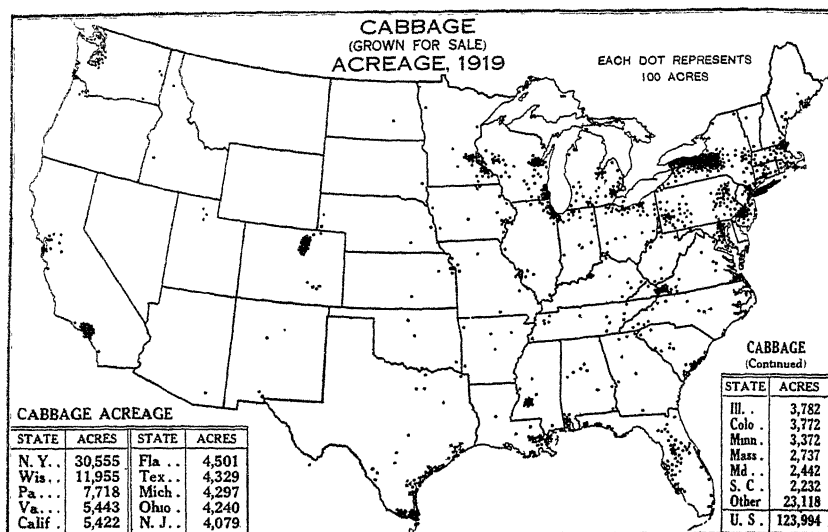 CABBAGE
(GROWN FOR SALE)
ACREAGE, 1919
EACH DOT REPRESENTS
100 ACRES
CABBAGE ACREAGE
STATE ACRES STATE ACRES
N. Y. . 30,555 Fla . . 4,501
Wis. . 11,955 Tex. . 4,329
Pa. . . 7,718 Mich . 4,297
Va. . . 5,443 Ohio . 4,240
Calif . 5,422 N. J. . 4,079
CABBAGE
(Continued)
STATE ACRES
Ill. . 3,782
Colo . 3,772
Minn . 3,372
Mass. 2,737
Md . . 2,442
S. C . 2,232
Other 23,118
U. S. 123,994